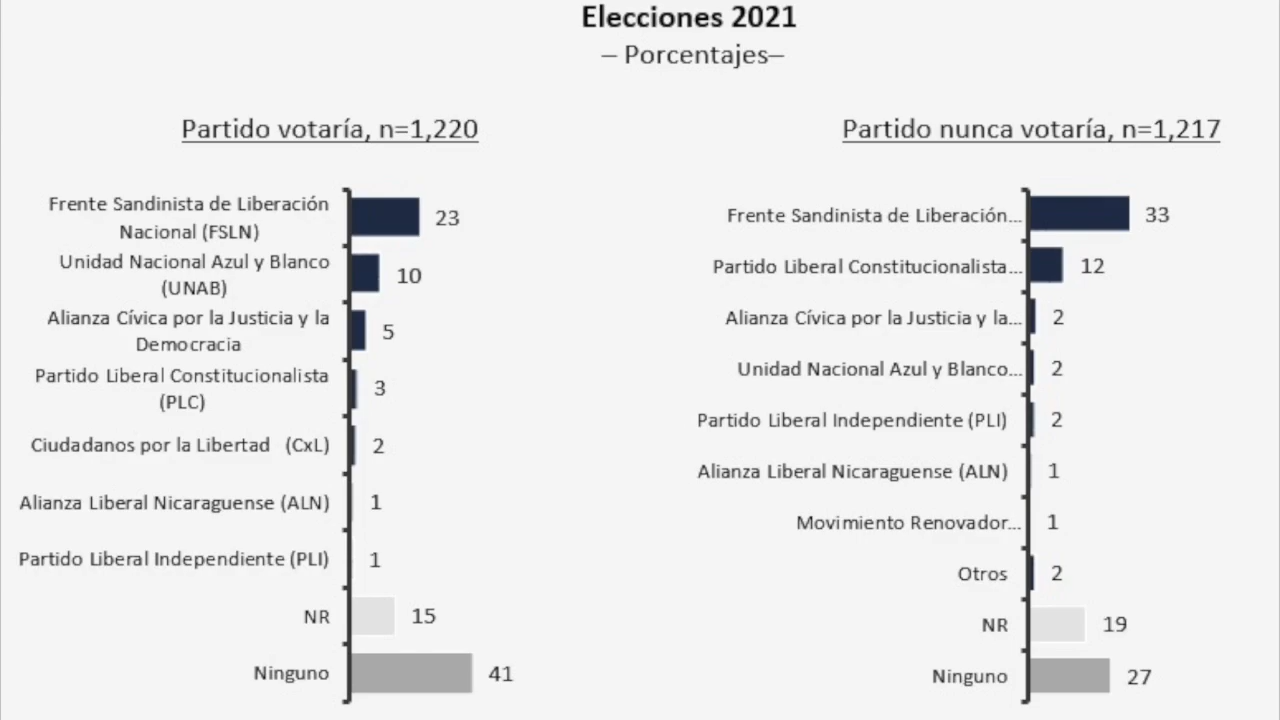 Elecciones 2021
– Porcentajes–
Partido votaría, n=1,220
Frente Sandinista de Liberación
Nacional (FSLN)
23
Unidad Nacional Azul y Blanco
(UNAB)
10
Alianza Cívica por la Justicia y la
Democracia
5
Partido Liberal Constitucionalista
(PLC)
3
Ciudadanos por la Libertad (CxL)
2
Alianza Liberal Nicaraguense (ALN)
1
Partido Liberal Independiente (PLI)
1
NR
15
Ninguno
41
Partido nunca votaría, n=1,217
Frente Sandinista de Liberación...
33
Partido Liberal Constitucionalista...
12
Alianza Cívica por la Justicia y la...
2
Unidad Nacional Azul y Blanco...
2
Partido Liberal Independiente (PLI)
2
Alianza Liberal Nicaraguense (ALN)
1
Movimiento Renovador...
1
Otros
2
NR
19
Ninguno
27